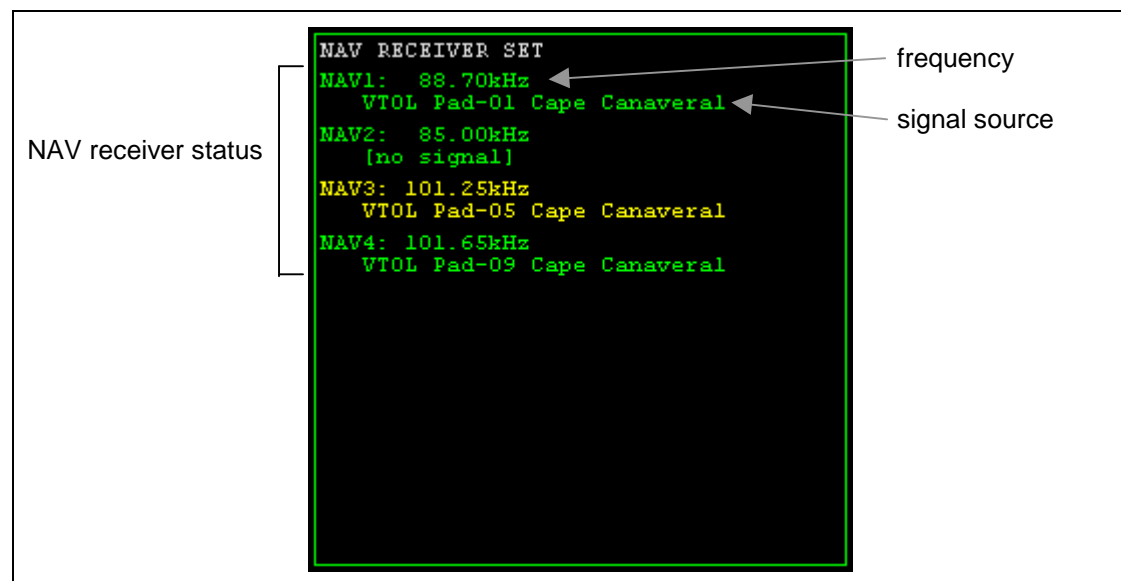 NAV RECEIVER SET
NAV1: 88.70kHz
VTOL Pad-01 Cape Canaveral
NAV2: 85.00kHz
[no signal]
NAV3: 101.25kHz
VTOL Pad-05 Cape Canaveral
NAV4: 101.65kHz
VTOL Pad-09 Cape Canaveral
NAV receiver status
frequency
signal source